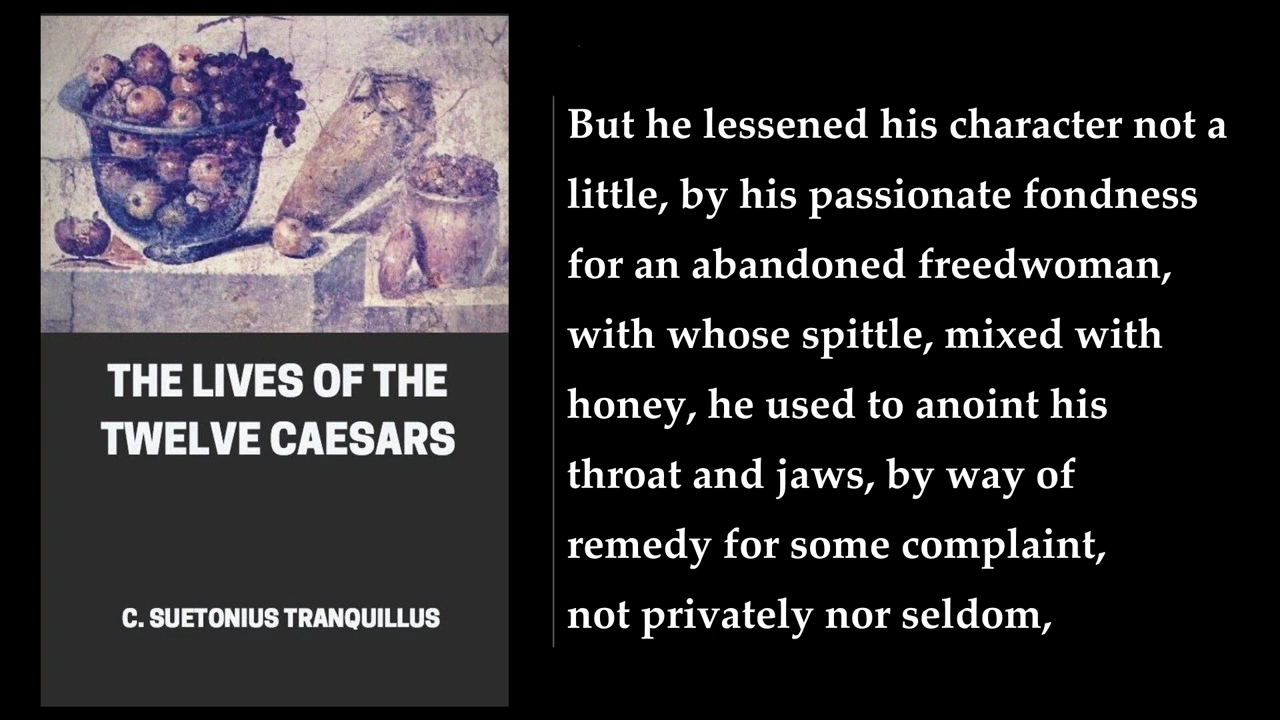 THE LIVES OF THE
TWELVE CAESARS
C. SUETONIUS TRANQUILLUS
But he lessened his character not a
little, by his passionate fondness
for an abandoned freedwoman,
with whose spittle, mixed with
honey, he used to anoint his
throat and jaws, by way of
remedy for some complaint,
not privately nor seldom,